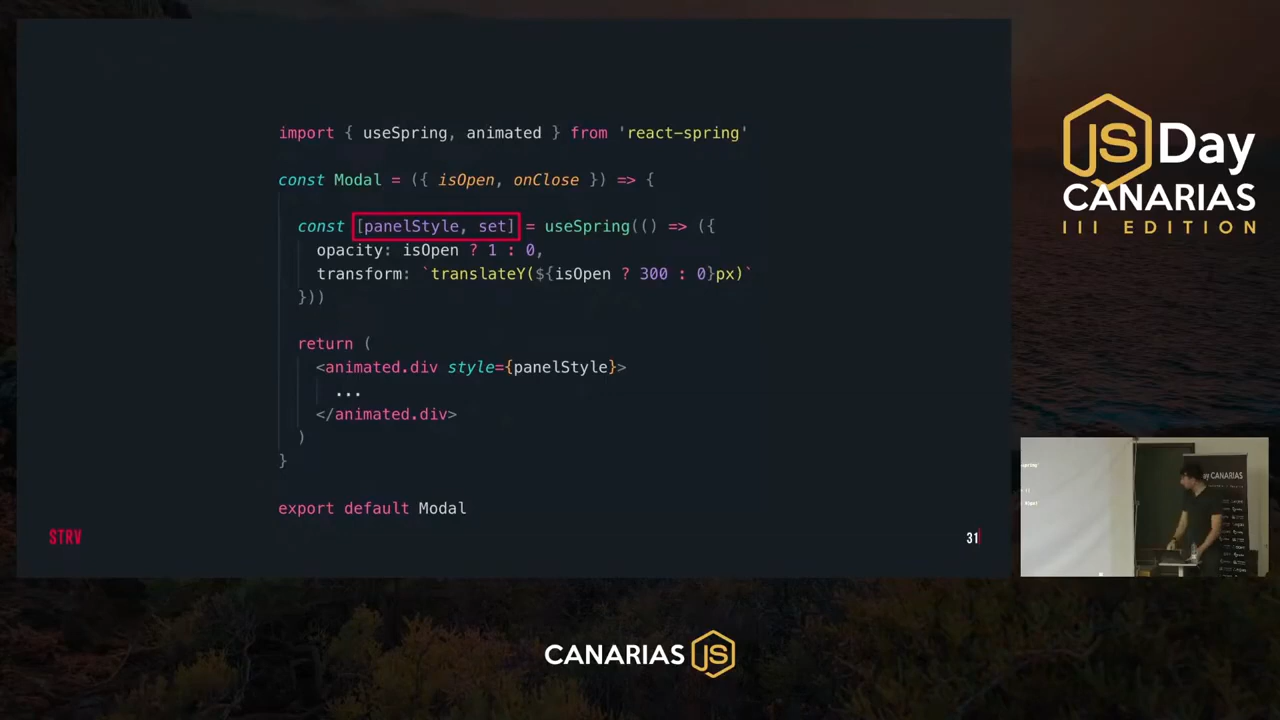 import { useSpring, animated } from 'react-spring'
const Modal = ({ isOpen, onClose }) => {
const [panelStyle, set] = useSpring(() => ({
opacity: isOpen ? 1 : 0,
transform: `translateY(${isOpen ? 300 : 0}px)`
}))
return (
<animated.div style={panelStyle}>
...
</animated.div>
)
}
export default Modal
STRV
31
JS Day
CANARIAS
III EDITION
ay CANARIAS
CANARIAS JS